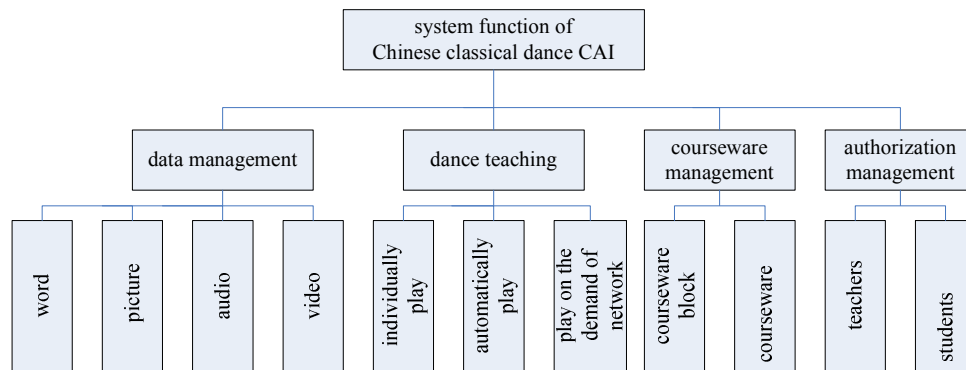 system function of
Chinese classical dance CAI
data management
dance teaching
courseware
management
authorization
management
word
picture
audio
video
individually
play
automatically
play
play on the
demand of
network
courseware
block
courseware
teachers
students